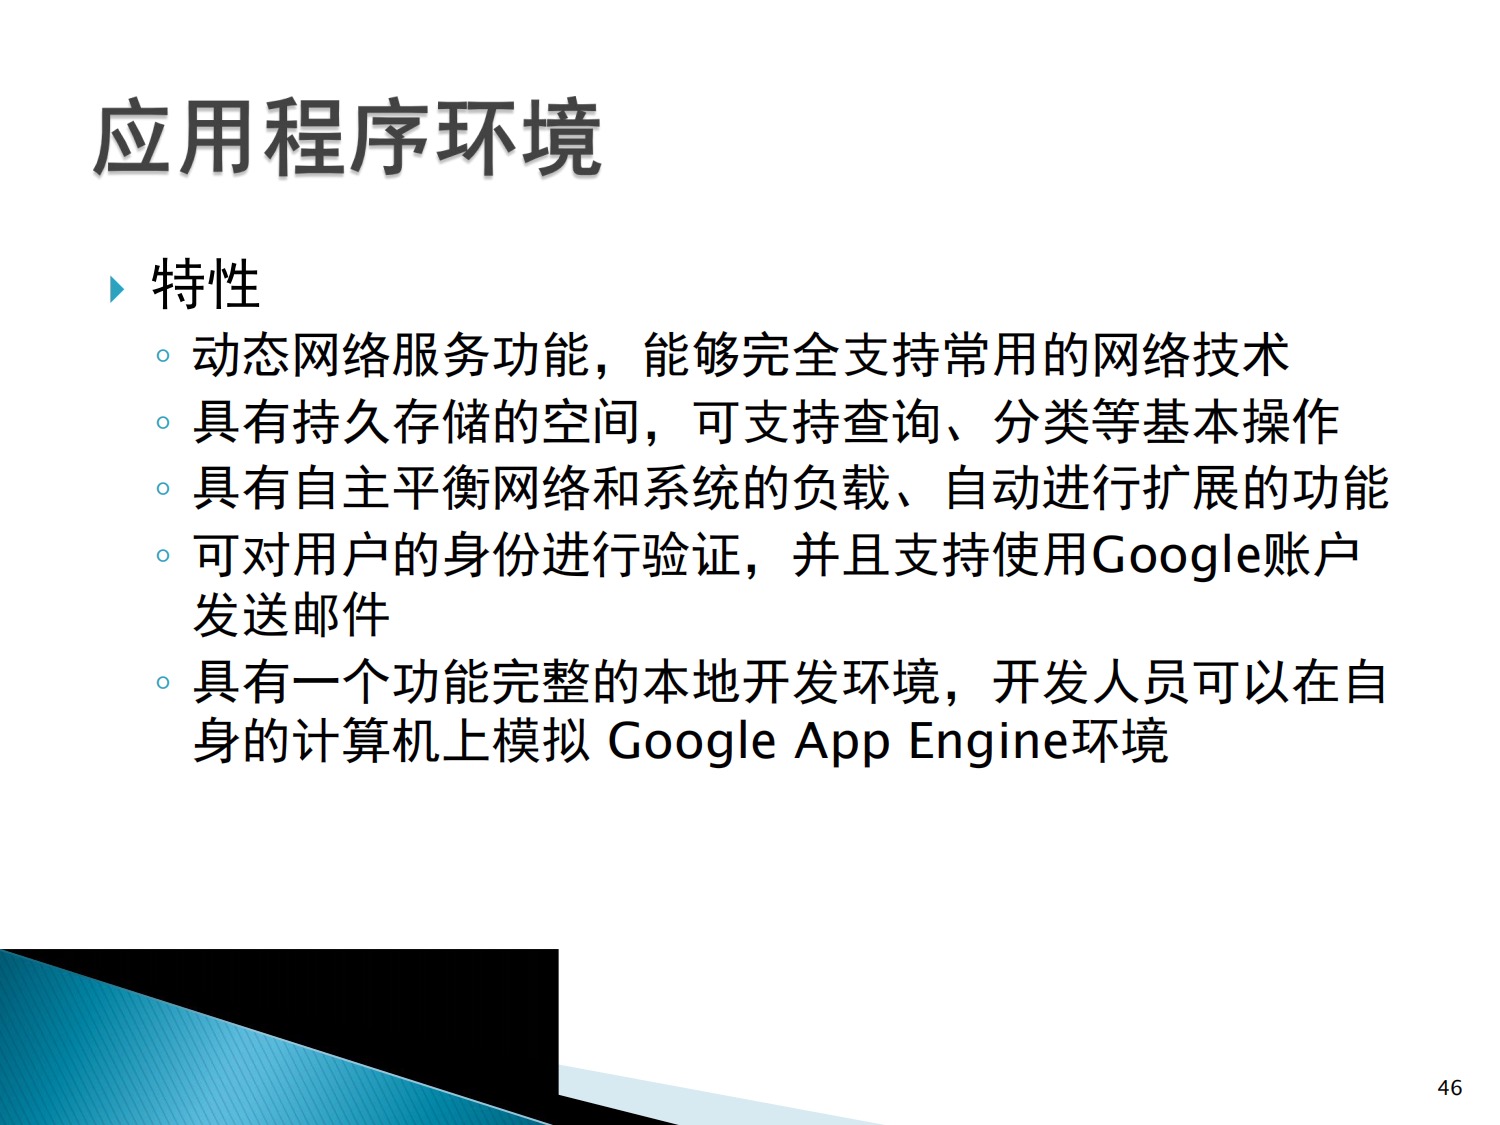 应用程序环境
特性
动态网络服务功能，能够完全支持常用的网络技术
具有持久存储的空间，可支持查询、分类等基本操作
具有自主平衡网络和系统的负载、自动进行扩展的功能
可对用户的身份进行验证，并且支持使用Google账户
发送邮件
具有一个功能完整的本地开发环境，开发人员可以在自
身的计算机上模拟 Google App Engine环境
46